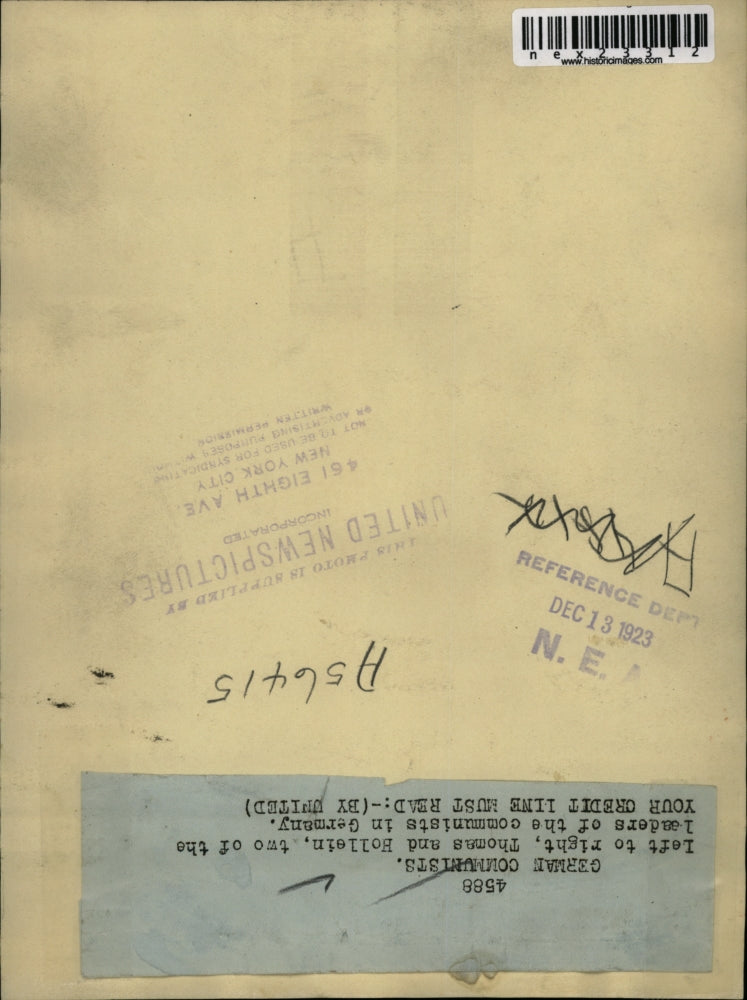 nex23312
www.historicimages.com
THIS PHOTO IS SUPPLIED BY
UNITED NEWSPICTURES
INCORPORATED
461 EIGHTH AVE.
NEW YORK CITY
NOT TO BE USED FOR SYNDICATING
OR ADVERTISING PURPOSES
WRITTEN PERMISSION
REFERENCE DEPT
DEC 13 1923
N. E. A
A56415
4588
GERMAN COMMUNISTS.
Left to right, Thomas and Hollein, two of the
leaders of the communists in Germany.
YOUR CREDIT LINE MUST READ:-(BY UNITED)